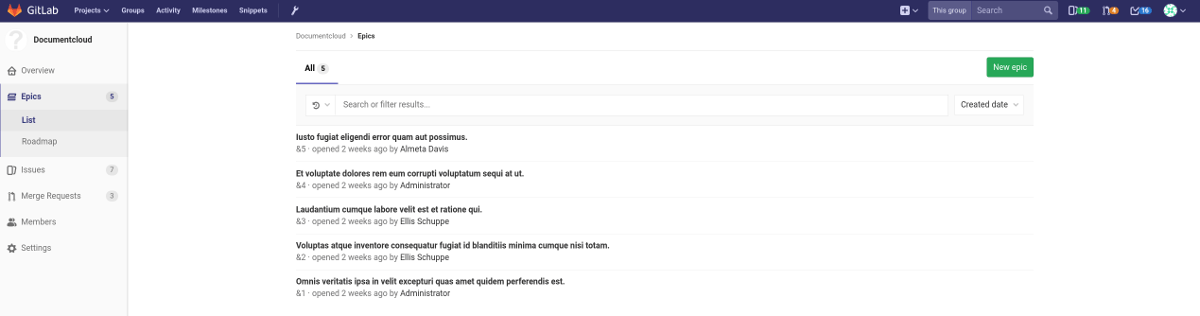 GitLab Projects Groups Activity Milestones Snippets This group Search 11 4 16
Documentcloud
Overview
Epics 5
List
Roadmap
Issues 7
Merge Requests 3
Members
Settings
Documentcloud > Epics
All 5 New epic
Search or filter results... Created date
Iusto fugiat eligendi error quam aut possimus.
&5 · opened 2 weeks ago by Almeta Davis
Et voluptate dolores rem eum corrupti voluptatum sequi at ut.
&4 · opened 2 weeks ago by Administrator
Laudantium cumque labore velit est et ratione qui.
&3 · opened 2 weeks ago by Ellis Schuppe
Voluptas atque inventore consequatur fugiat id blanditiis minima cumque nisi totam.
&2 · opened 2 weeks ago by Ellis Schuppe
Omnis veritatis ipsa in velit excepturi quas amet quidem perferendis est.
&1 · opened 2 weeks ago by Administrator